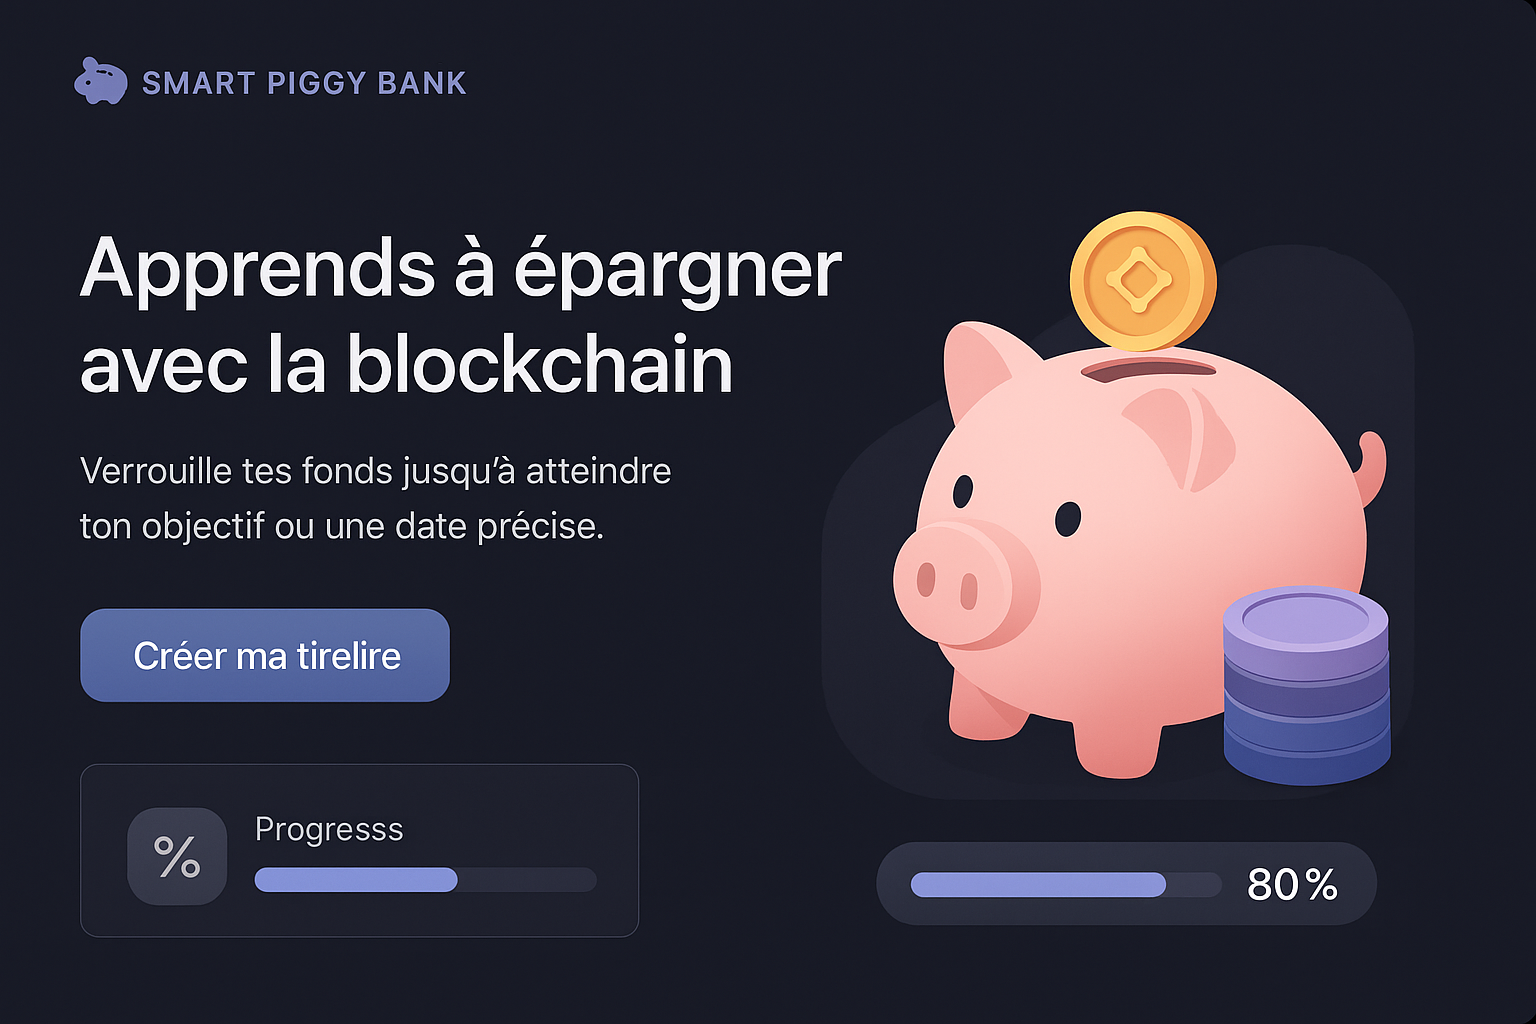 SMART PIGGY BANK
Apprends à épargner
avec la blockchain
Verrouille tes fonds jusqu’à atteindre
ton objectif ou une date précise.
Créer ma tirelire
%
Progresss
80%